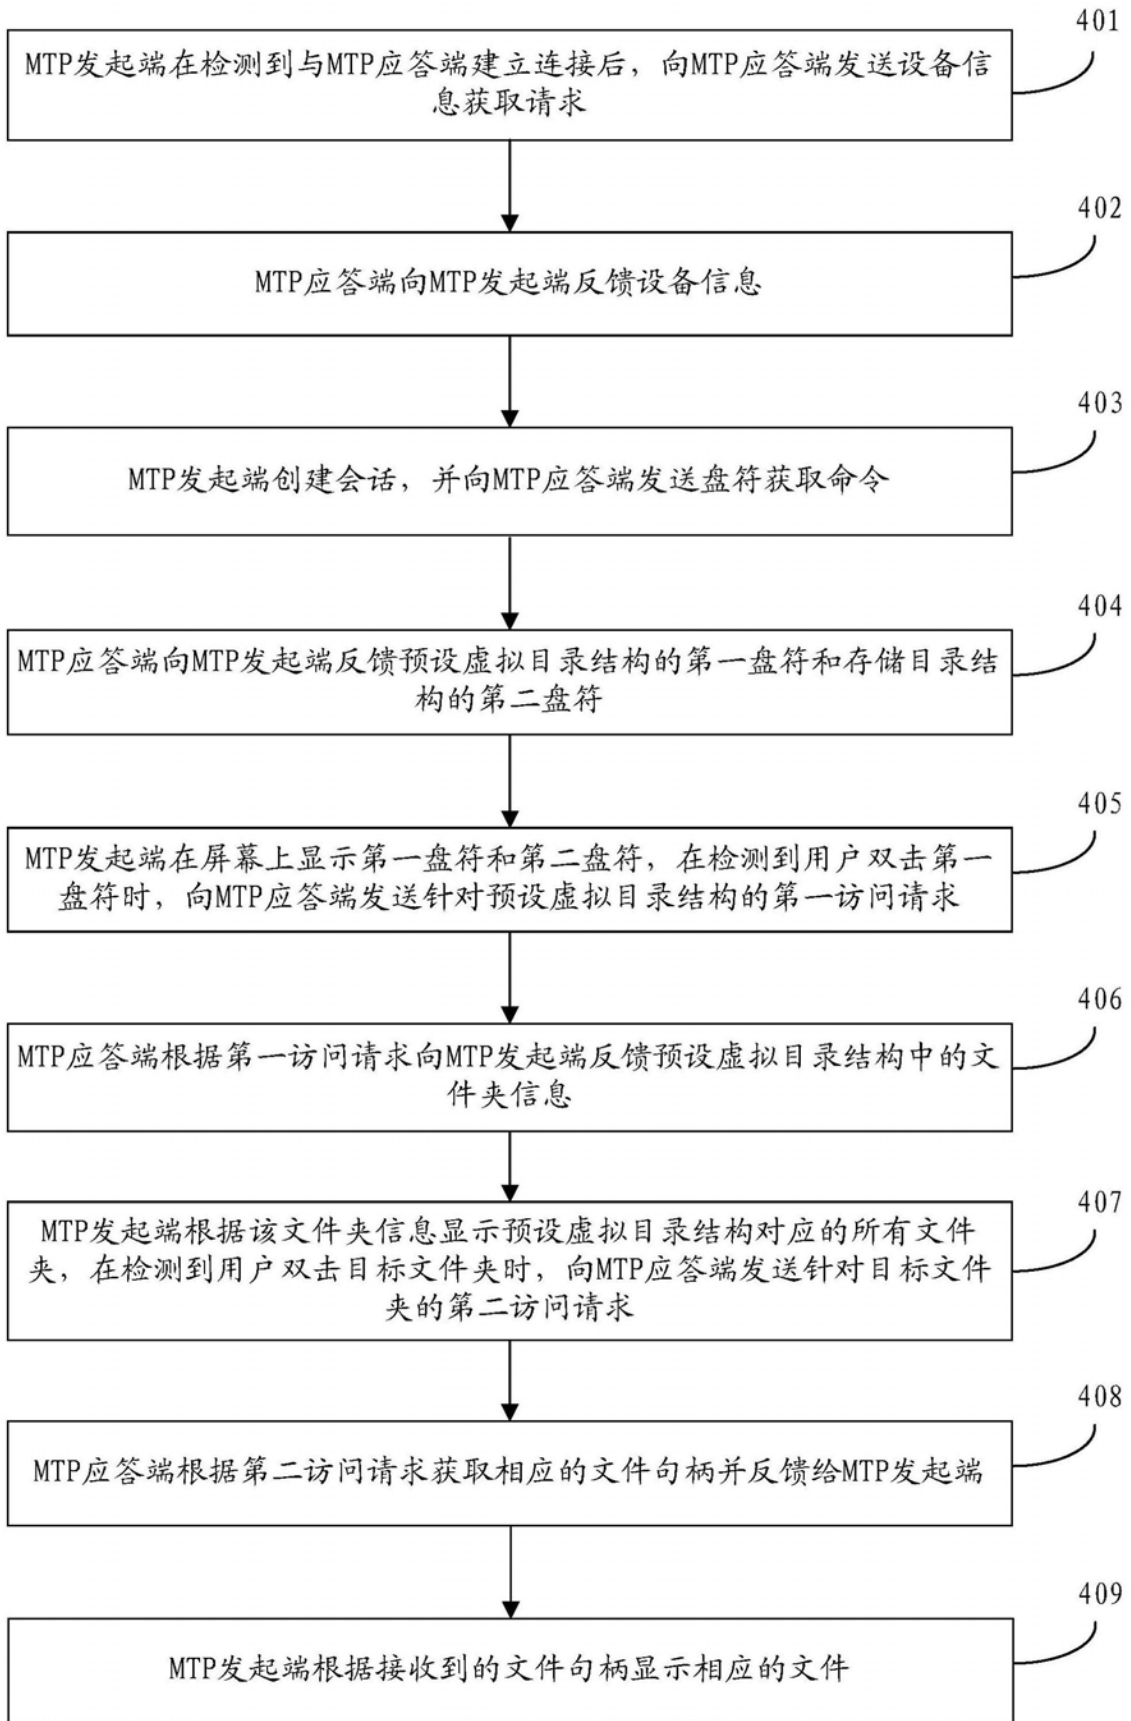 401
MTP发起端在检测到与MTP应答端建立连接后，向MTP应答端发送设备信
息获取请求
402
MTP应答端向MTP发起端反馈设备信息
403
MTP发起端创建会话，并向MTP应答端发送盘符获取命令
404
MTP应答端向MTP发起端反馈预设虚拟目录结构的第一盘符和存储目录结
构的第二盘符
405
MTP发起端在屏幕上显示第一盘符和第二盘符，在检测到用户双击第一
盘符时，向MTP应答端发送针对预设虚拟目录结构的第一访问请求
406
MTP应答端根据第一访问请求向MTP发起端反馈预设虚拟目录结构中的文
件夹信息
407
MTP发起端根据该文件夹信息显示预设虚拟目录结构对应的所有文件
夹，在检测到用户双击目标文件夹时，向MTP应答端发送针对目标文件
夹的第二访问请求
408
MTP应答端根据第二访问请求获取相应的文件句柄并反馈给MTP发起端
409
MTP发起端根据接收到的文件句柄显示相应的文件